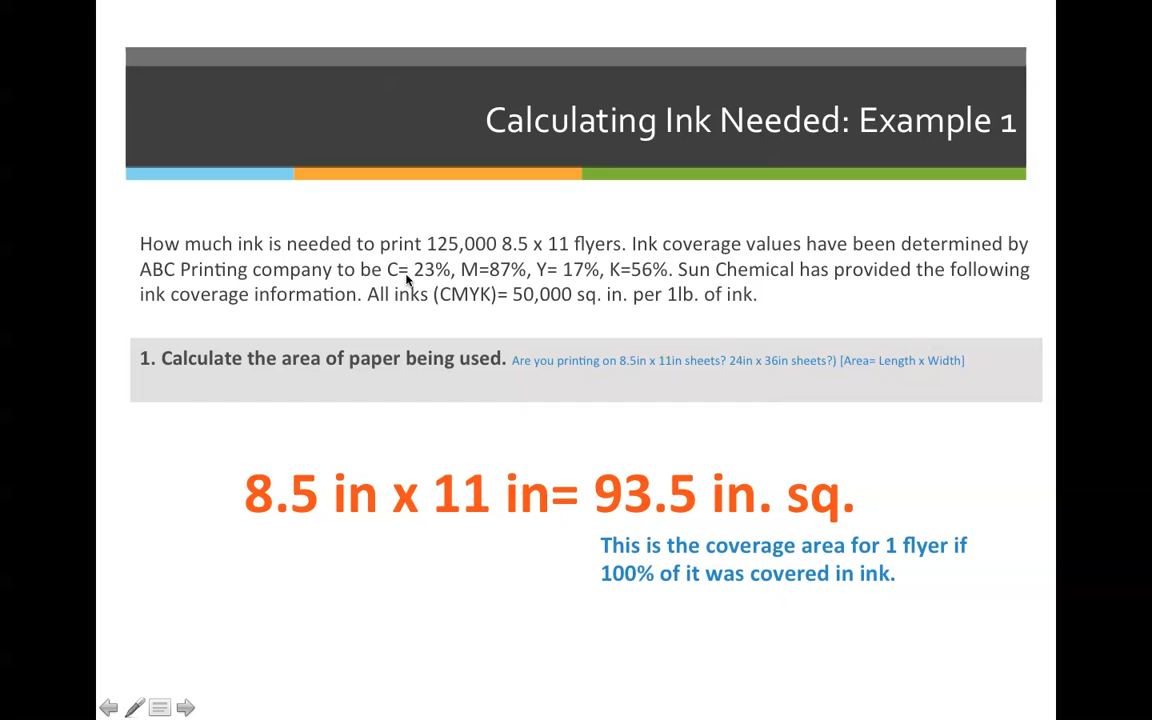 Calculating Ink Needed: Example 1
How much ink is needed to print 125,000 8.5 x 11 flyers. Ink coverage values have been determined by
ABC Printing company to be C= 23%, M=87%, Y= 17%, K=56%. Sun Chemical has provided the following
ink coverage information. All inks (CMYK)= 50,000 sq. in. per 1lb. of ink.
1. Calculate the area of paper being used. Are you printing on 8.5in x 11in sheets? 24in x 36in sheets?) [Area= Length x Width]
8.5 in x 11 in= 93.5 in. sq.
This is the coverage area for 1 flyer if
100% of it was covered in ink.